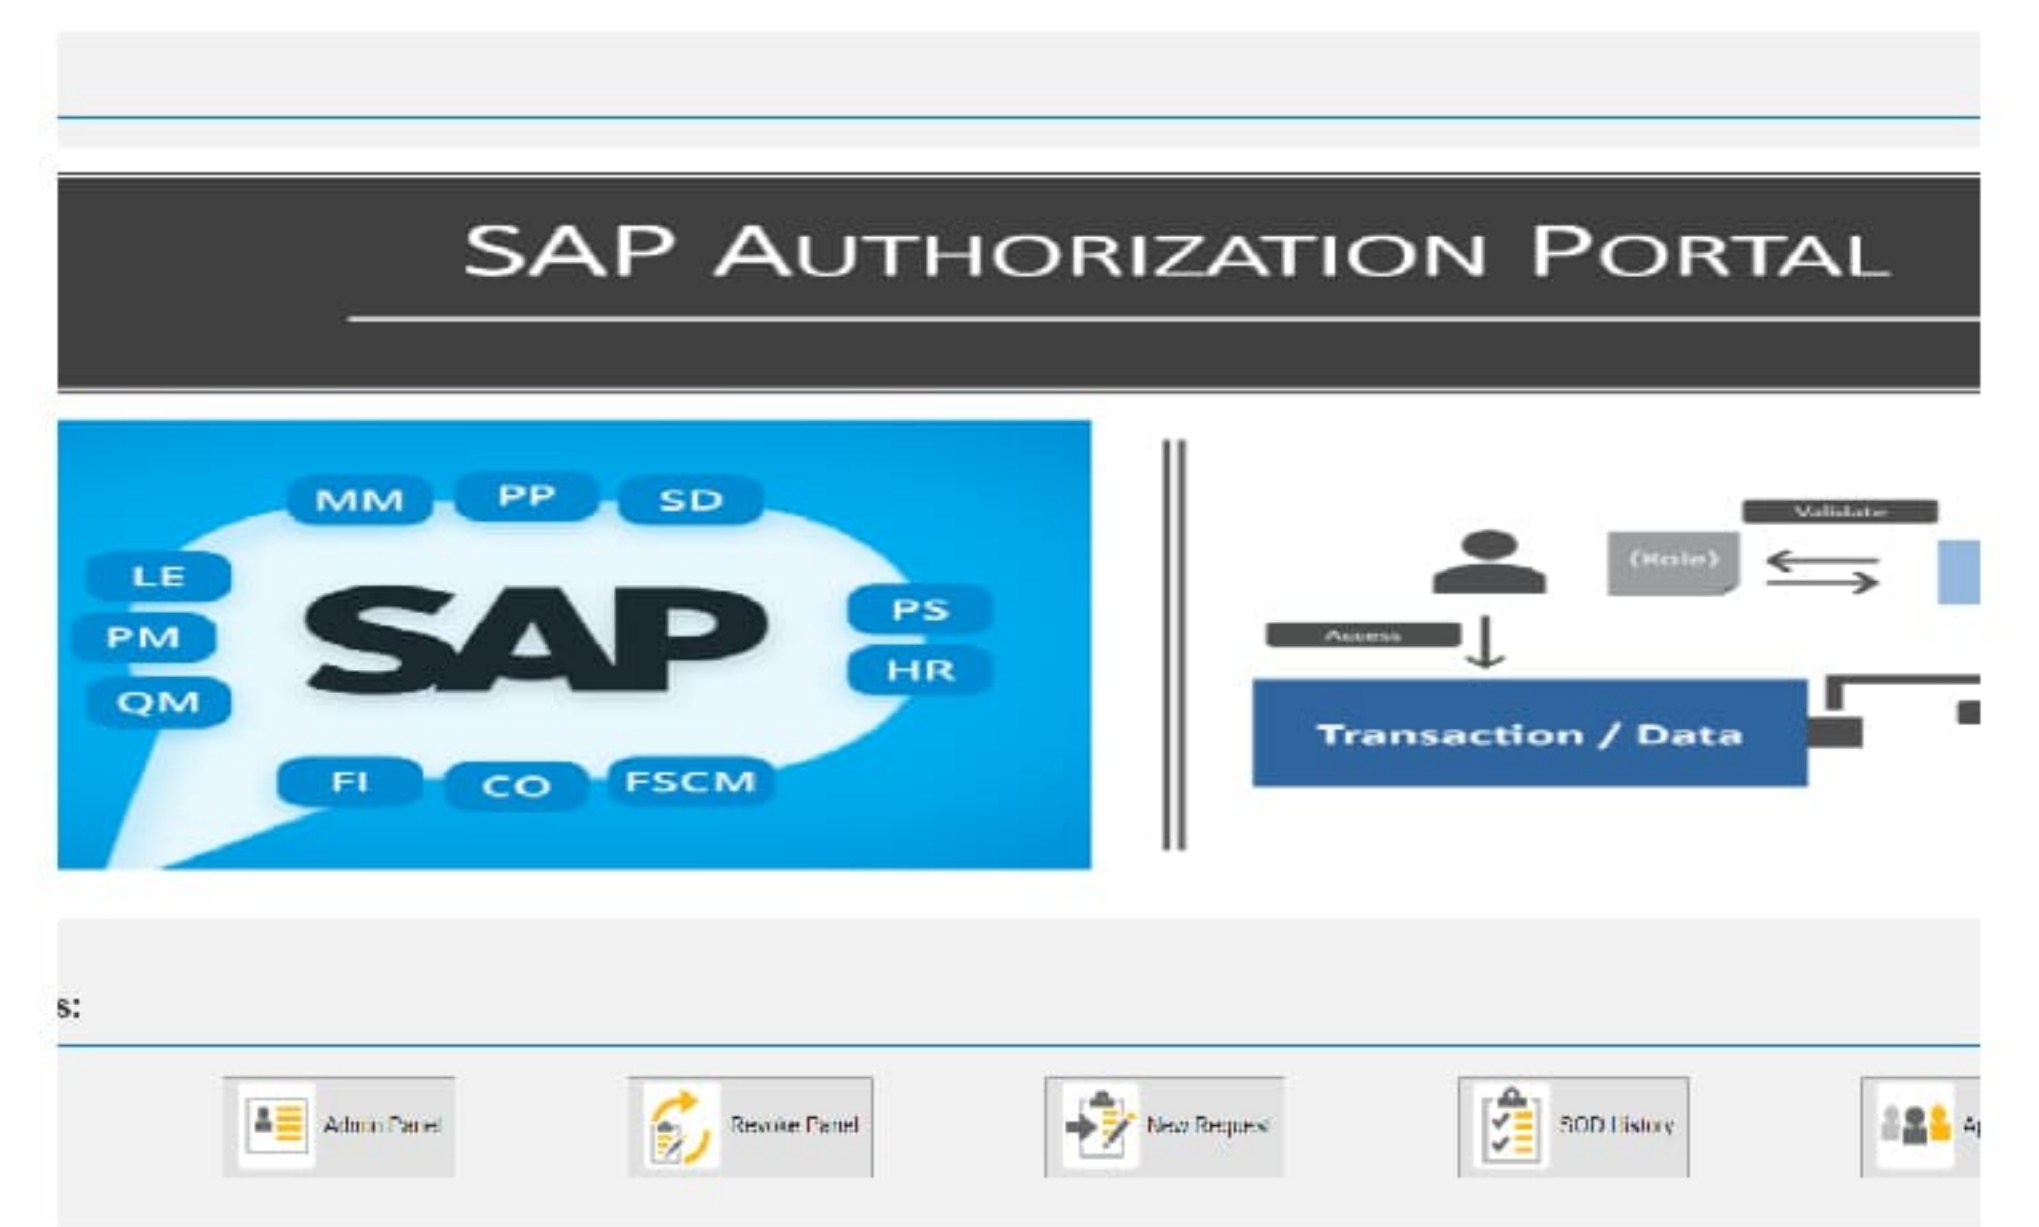 SAP AUTHORIZATION PORTAL
MM PP SD
LE
PM
QM
SAP
PS
HR
FI CO FSCM
Validate
(Role)
Access
Transaction / Data
s:
Admin Panel
Revoke Panel
New Request
SOD History